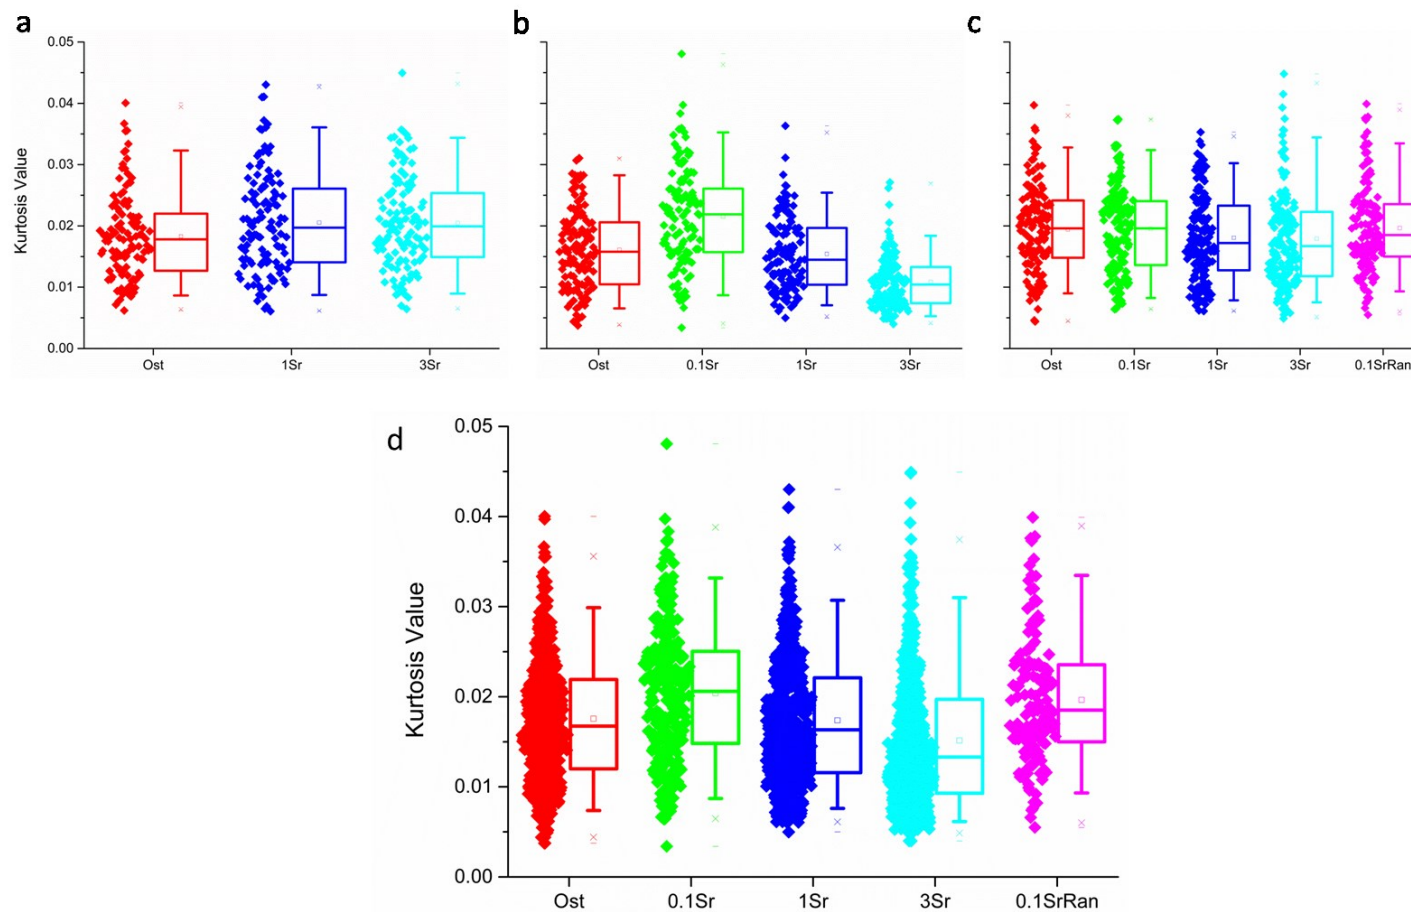 a
b
c
0.05
0.04
0.03
0.02
0.01
0.00
Kurtosis Value
Ost 1Sr 3Sr
Ost 0.1Sr 1Sr 3Sr
Ost 0.1Sr 1Sr 3Sr 0.1SrRan
d
0.05
0.04
0.03
0.02
0.01
0.00
Kurtosis Value
Ost 0.1Sr 1Sr 3Sr 0.1SrRan